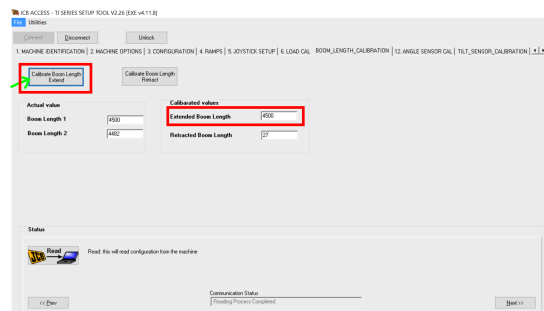 JCB ACCESS - TJ SERIES SETUP TOOL V2.26 [EXE v4.11.8]
File Utilities
Connect Disconnect Unlock
1. MACHINE IDENTIFICATION 2. MACHINE OPTIONS 3. CONFIGURATION 4. RAMPS 5. JOYSTICK SETUP 6. LOAD CAL BOOM_LENGTH_CALIBRATION 12. ANGLE SENSOR CAL TILT_SENSOR_CALIBRATION
Calibrate Boom Length Extend
Calibrate Boom Length Retract
Actual value
Calibarated values
Boom Length 1 4500
Extended Boom Length 4500
Boom Length 2 4482
Retracted Boom Length 27
Status
JCB Read
Read: this will read configuration from the machine
Communication Status
<< Prev
Reading Process Completed
Next >>